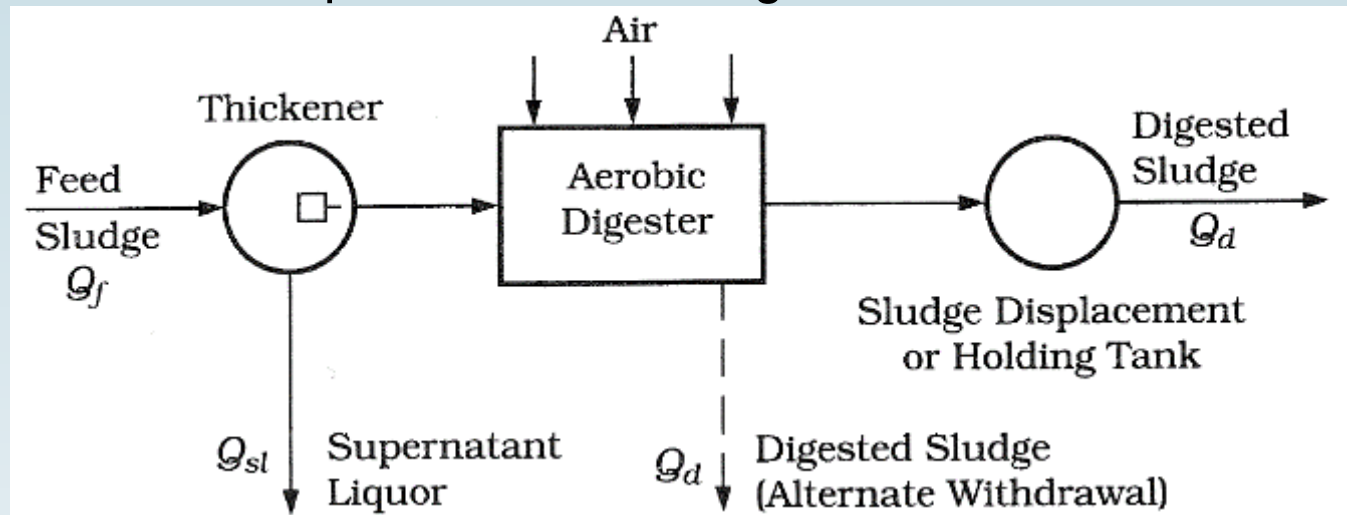 Air
Thickener
Feed
Sludge
Q_f
Aerobic
Digester
Digested
Sludge
Q_d
Sludge Displacement
or Holding Tank
Q_sl
Supernatant
Liquor
Q_d
Digested Sludge
(Alternate Withdrawal)